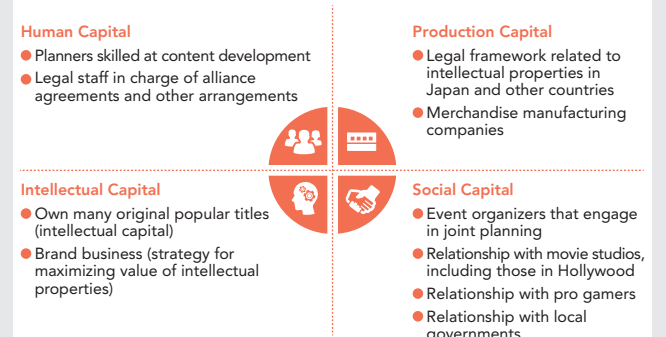 Human Capital
Planners skilled at content development
Legal staff in charge of alliance
agreements and other arrangements
Production Capital
Legal framework related to
intellectual properties in
Japan and other countries
Merchandise manufacturing
companies
Intellectual Capital
Own many original popular titles
(intellectual capital)
Brand business (strategy for
maximizing value of intellectual
properties)
Social Capital
Event organizers that engage
in joint planning
Relationship with movie studios,
including those in Hollywood
Relationship with pro gamers
Relationship with local
governments